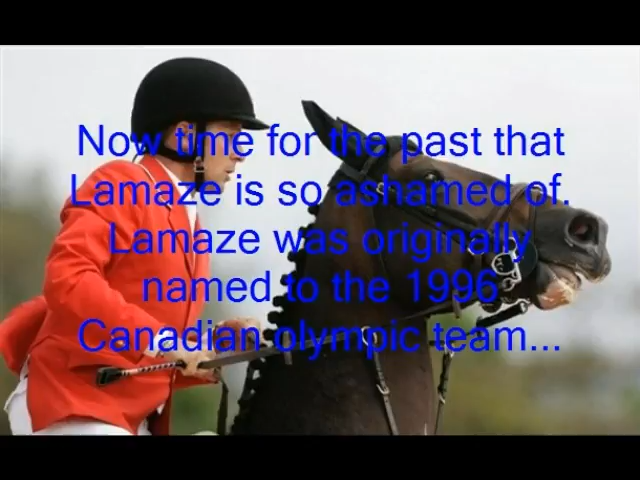 Now time for the past that
Lamaze is so ashamed of.
Lamaze was originally
named to the 1996
Canadian olympic team...